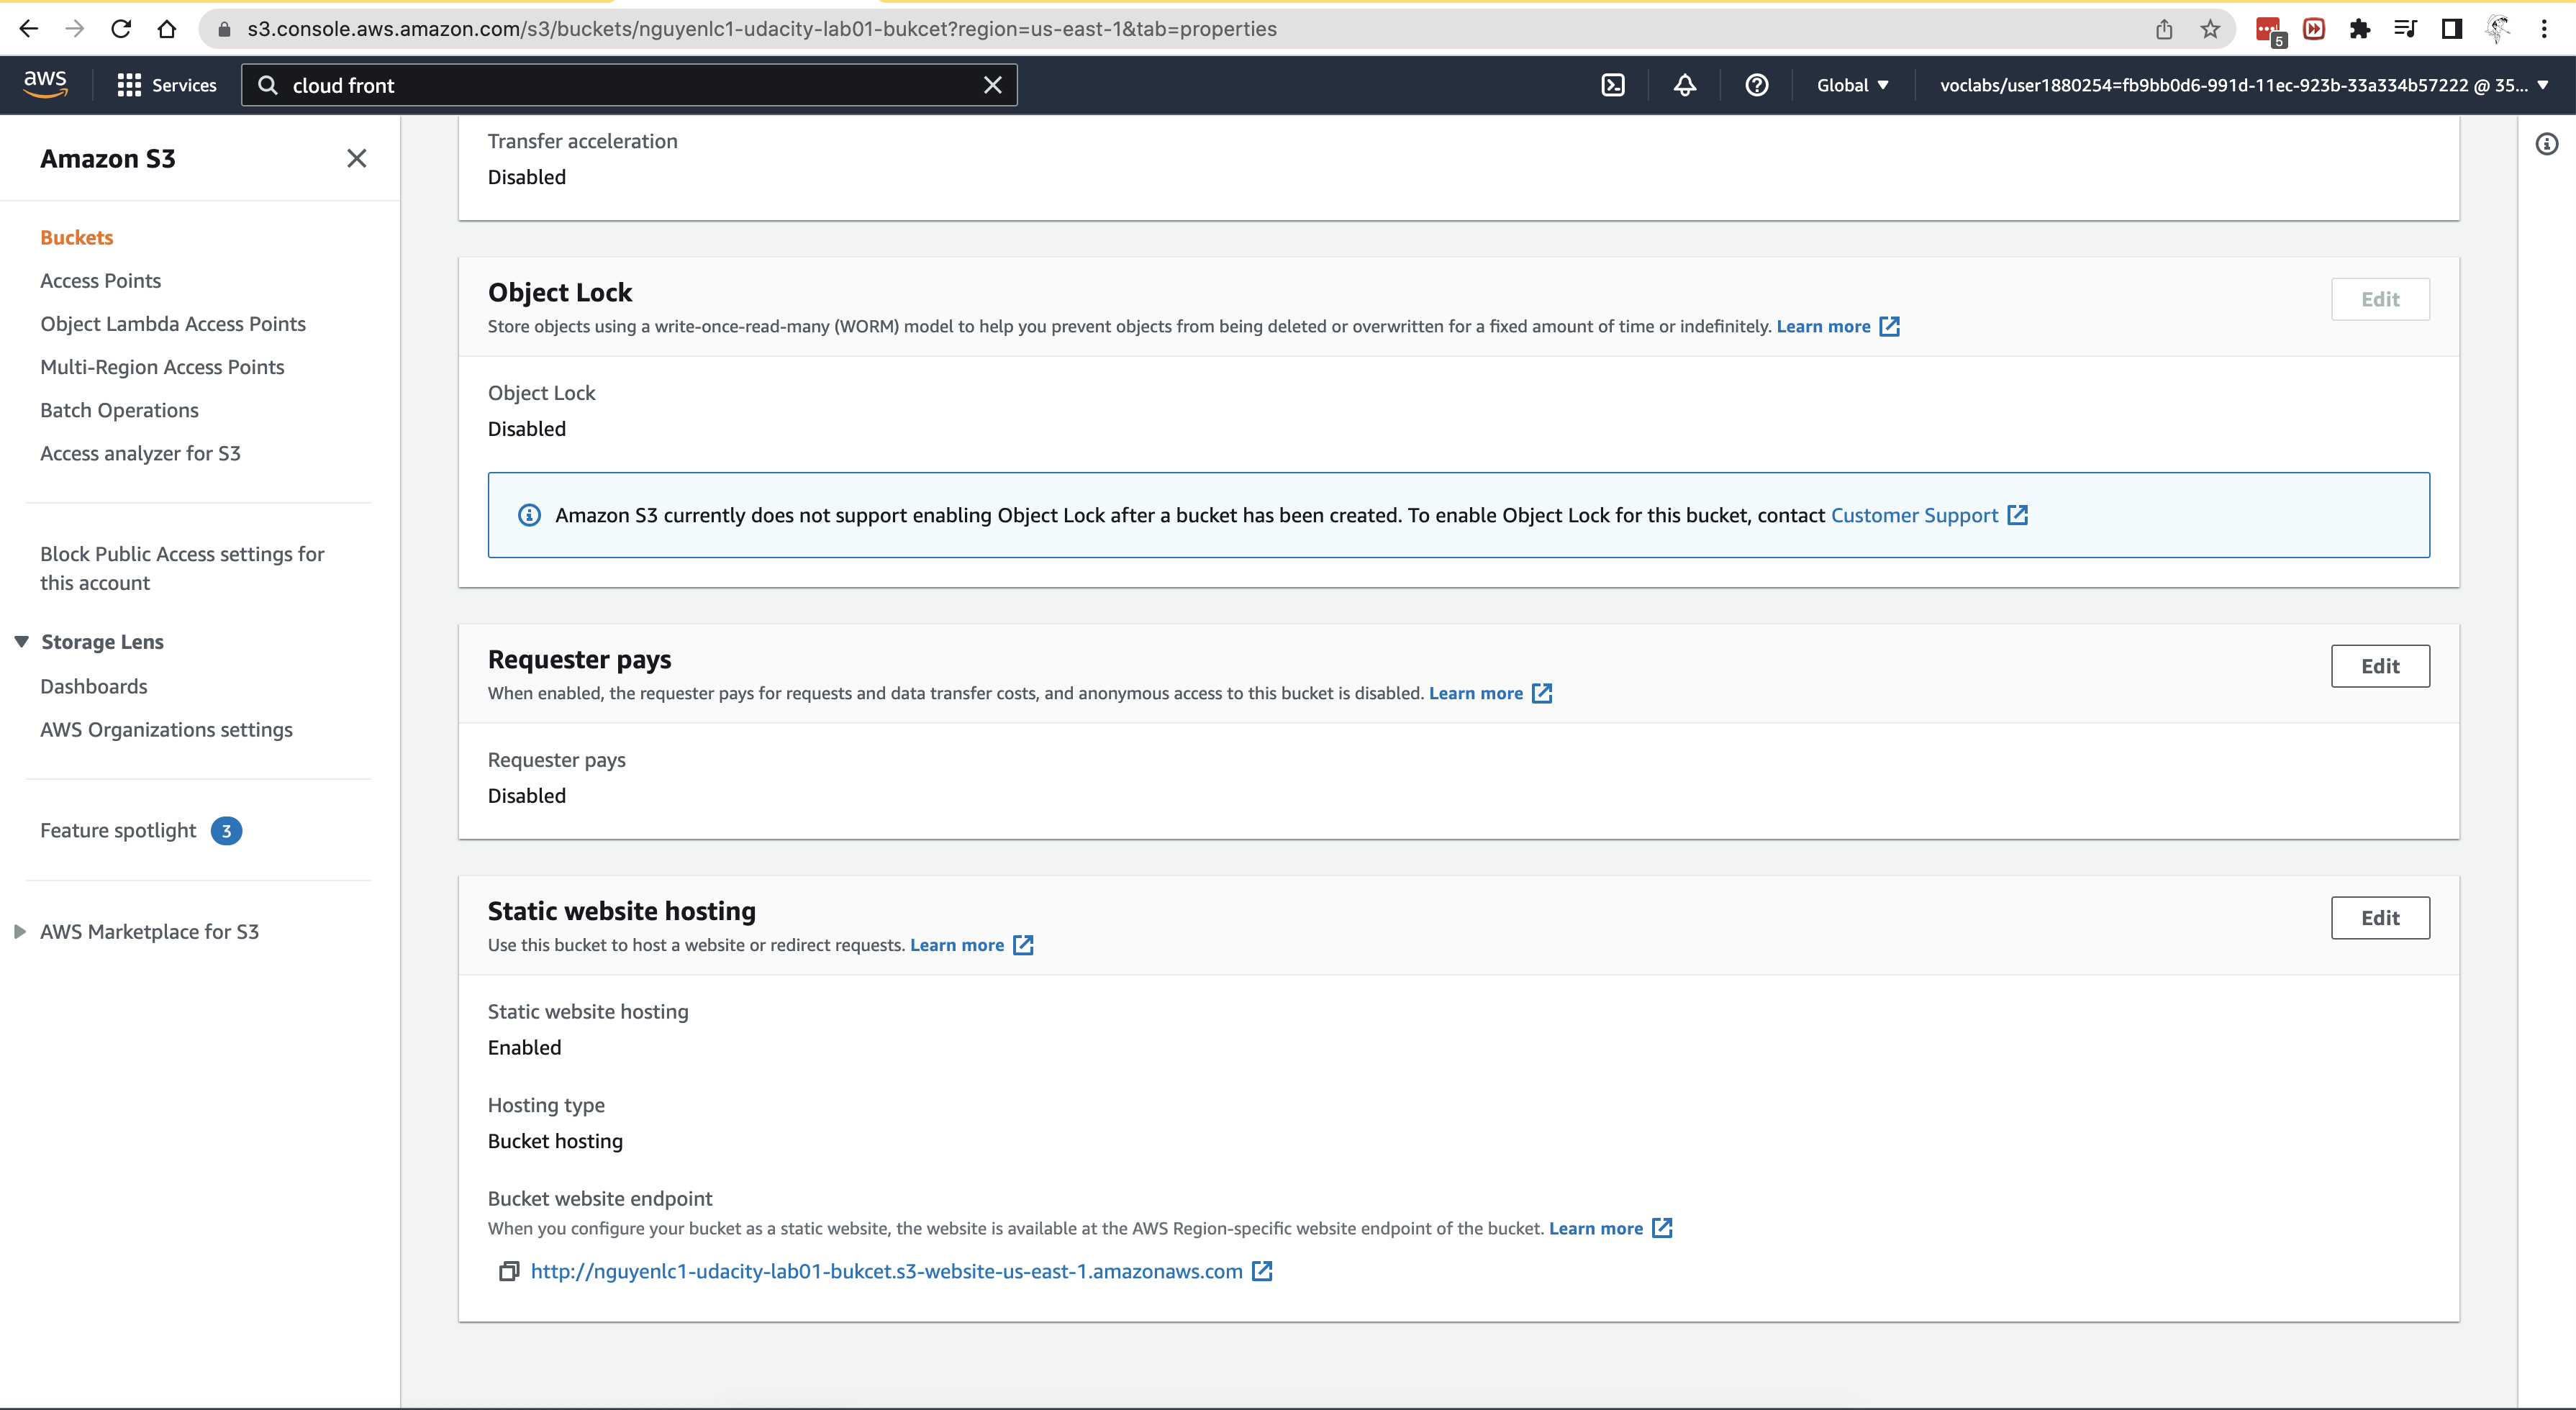 s3.console.aws.amazon.com/s3/buckets/nguyenlc1-udacity-lab01-bukcet?region=us-east-1&tab=properties
5
aws
Services
cloud front
Global
voclabs/user1880254=fb9bb0d6-991d-11ec-923b-33a334b57222 @ 35...
Amazon S3
Buckets
Access Points
Object Lambda Access Points
Multi-Region Access Points
Batch Operations
Access analyzer for S3
Block Public Access settings for
this account
Storage Lens
Dashboards
AWS Organizations settings
Feature spotlight 3
AWS Marketplace for S3
Transfer acceleration
Disabled
Object Lock
Edit
Store objects using a write-once-read-many (WORM) model to help you prevent objects from being deleted or overwritten for a fixed amount of time or indefinitely. Learn more
Object Lock
Disabled
Amazon S3 currently does not support enabling Object Lock after a bucket has been created. To enable Object Lock for this bucket, contact Customer Support
Requester pays
Edit
When enabled, the requester pays for requests and data transfer costs, and anonymous access to this bucket is disabled. Learn more
Requester pays
Disabled
Static website hosting
Edit
Use this bucket to host a website or redirect requests. Learn more
Static website hosting
Enabled
Hosting type
Bucket hosting
Bucket website endpoint
When you configure your bucket as a static website, the website is available at the AWS Region-specific website endpoint of the bucket. Learn more
http://nguyenlc1-udacity-lab01-bukcet.s3-website-us-east-1.amazonaws.com